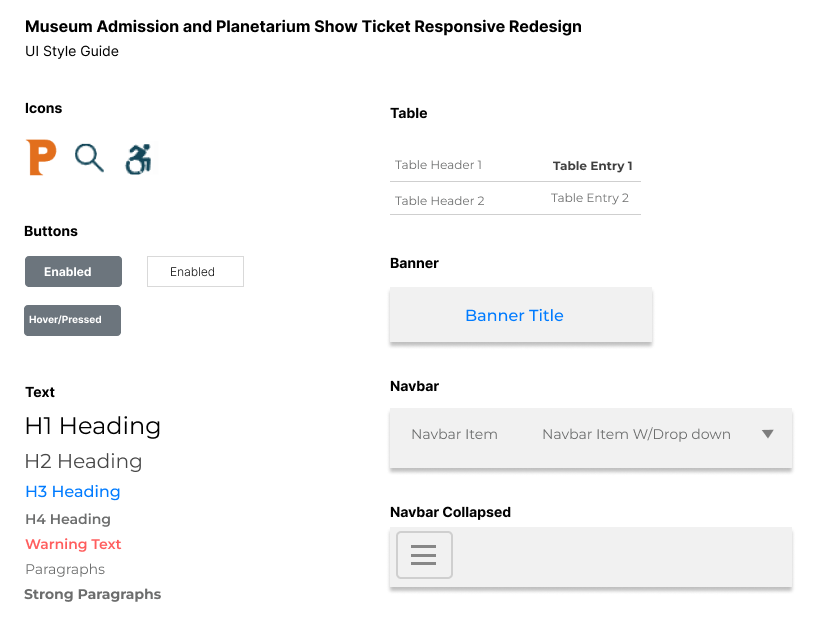 Museum Admission and Planetarium Show Ticket Responsive Redesign
UI Style Guide
Icons
P
Buttons
Enabled
Enabled
Hover/Pressed
Text
H1 Heading
H2 Heading
H3 Heading
H4 Heading
Warning Text
Paragraphs
Strong Paragraphs
Table
Table Header 1 Table Entry 1
Table Header 2 Table Entry 2
Banner
Banner Title
Navbar
Navbar Item Navbar Item W/Drop down
Navbar Collapsed